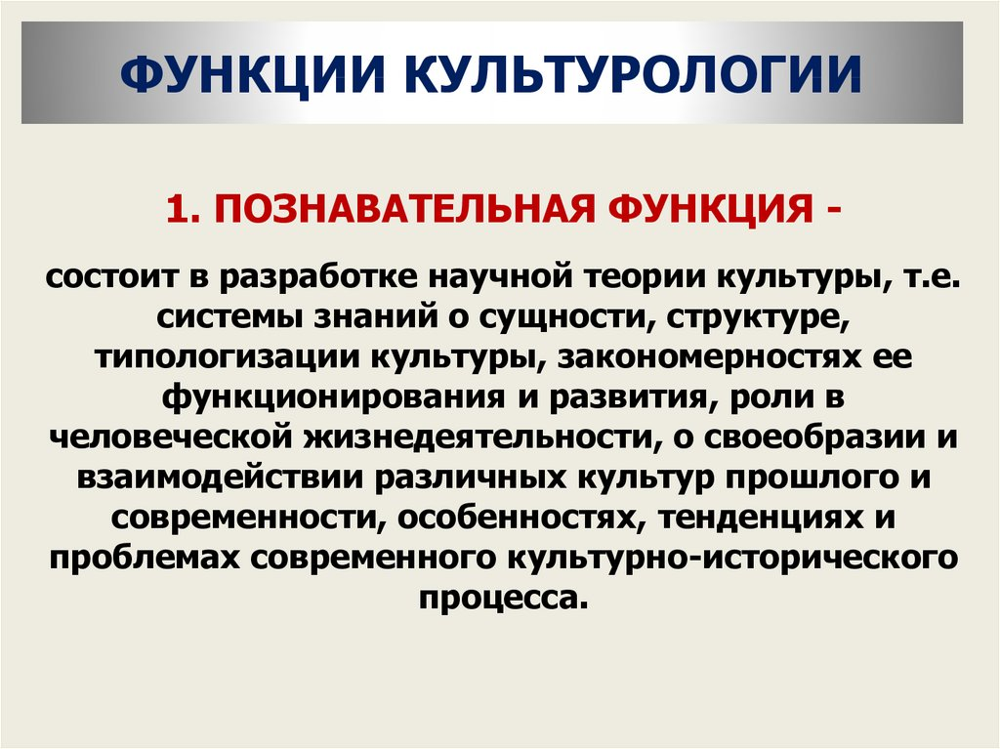 ФУНКЦИИ КУЛЬТУРОЛОГИИ
1. ПОЗНАВАТЕЛЬНАЯ ФУНКЦИЯ -
состоит в разработке научной теории культуры, т.е.
системы знаний о сущности, структуре,
типологизации культуры, закономерностях ее
функционирования и развития, роли в
человеческой жизнедеятельности, о своеобразии и
взаимодействии различных культур прошлого и
современности, особенностях, тенденциях и
проблемах современного культурно-исторического
процесса.